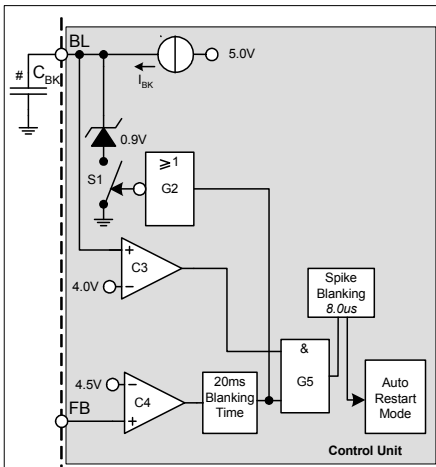 BL
5.0V
#
C_BK
I_BK
0.9V
S1
≥1
G2
+
C3
4.0V
−
Spike
Blanking
8.0us
&
G5
4.5V
−
C4
20ms
Blanking
Time
Auto
Restart
Mode
FB
+
Control Unit